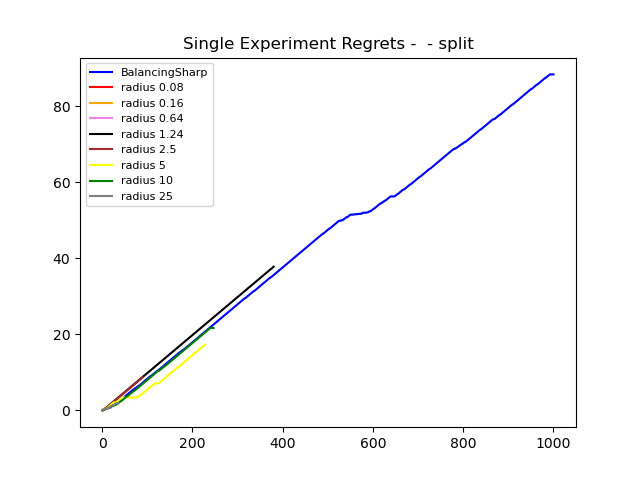 Single Experiment Regrets -  - split
BalancingSharp
radius 0.08
radius 0.16
radius 0.64
radius 1.24
radius 2.5
radius 5
radius 10
radius 25
80
60
40
20
0
0 200 400 600 800 1000